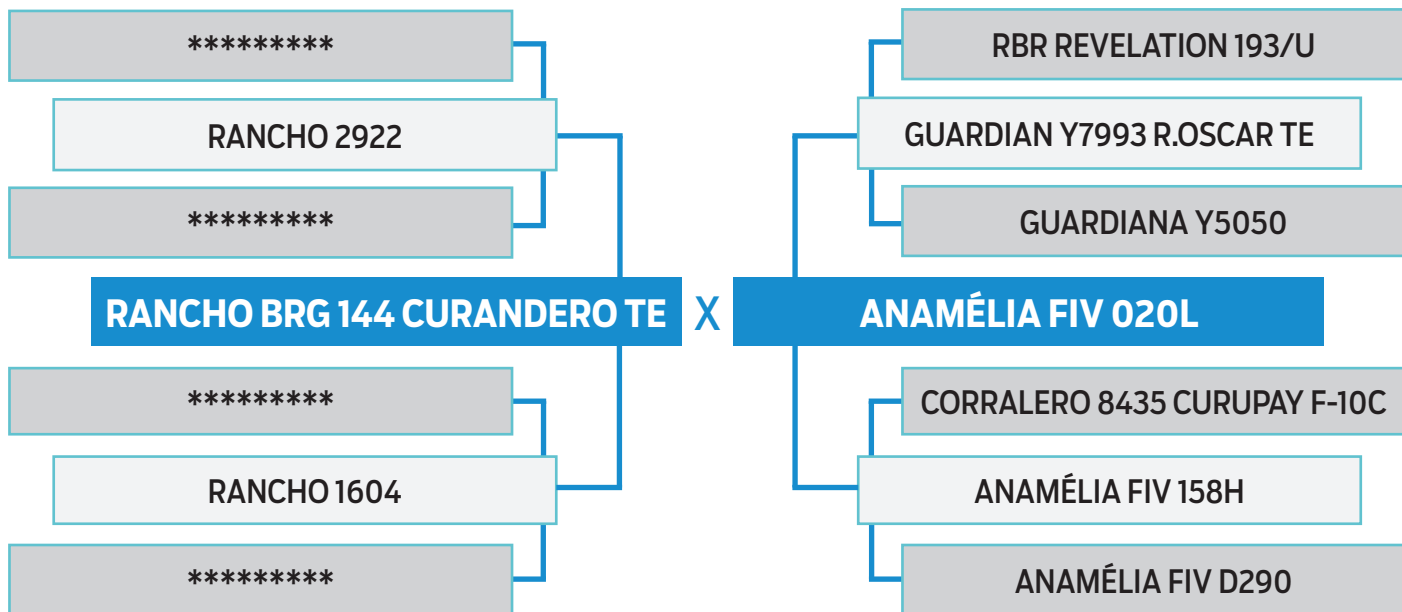 *********
RANCHO 2922
*********
RANCHO BRG 144 CURANDERO TE
*********
RANCHO 1604
*********
X
RBR REVELATION 193/U
GUARDIAN Y7993 R.OSCAR TE
GUARDIANA Y5050
ANAMÉLIA FIV 020L
CORRALERO 8435 CURUPAY F-10C
ANAMÉLIA FIV 158H
ANAMÉLIA FIV D290